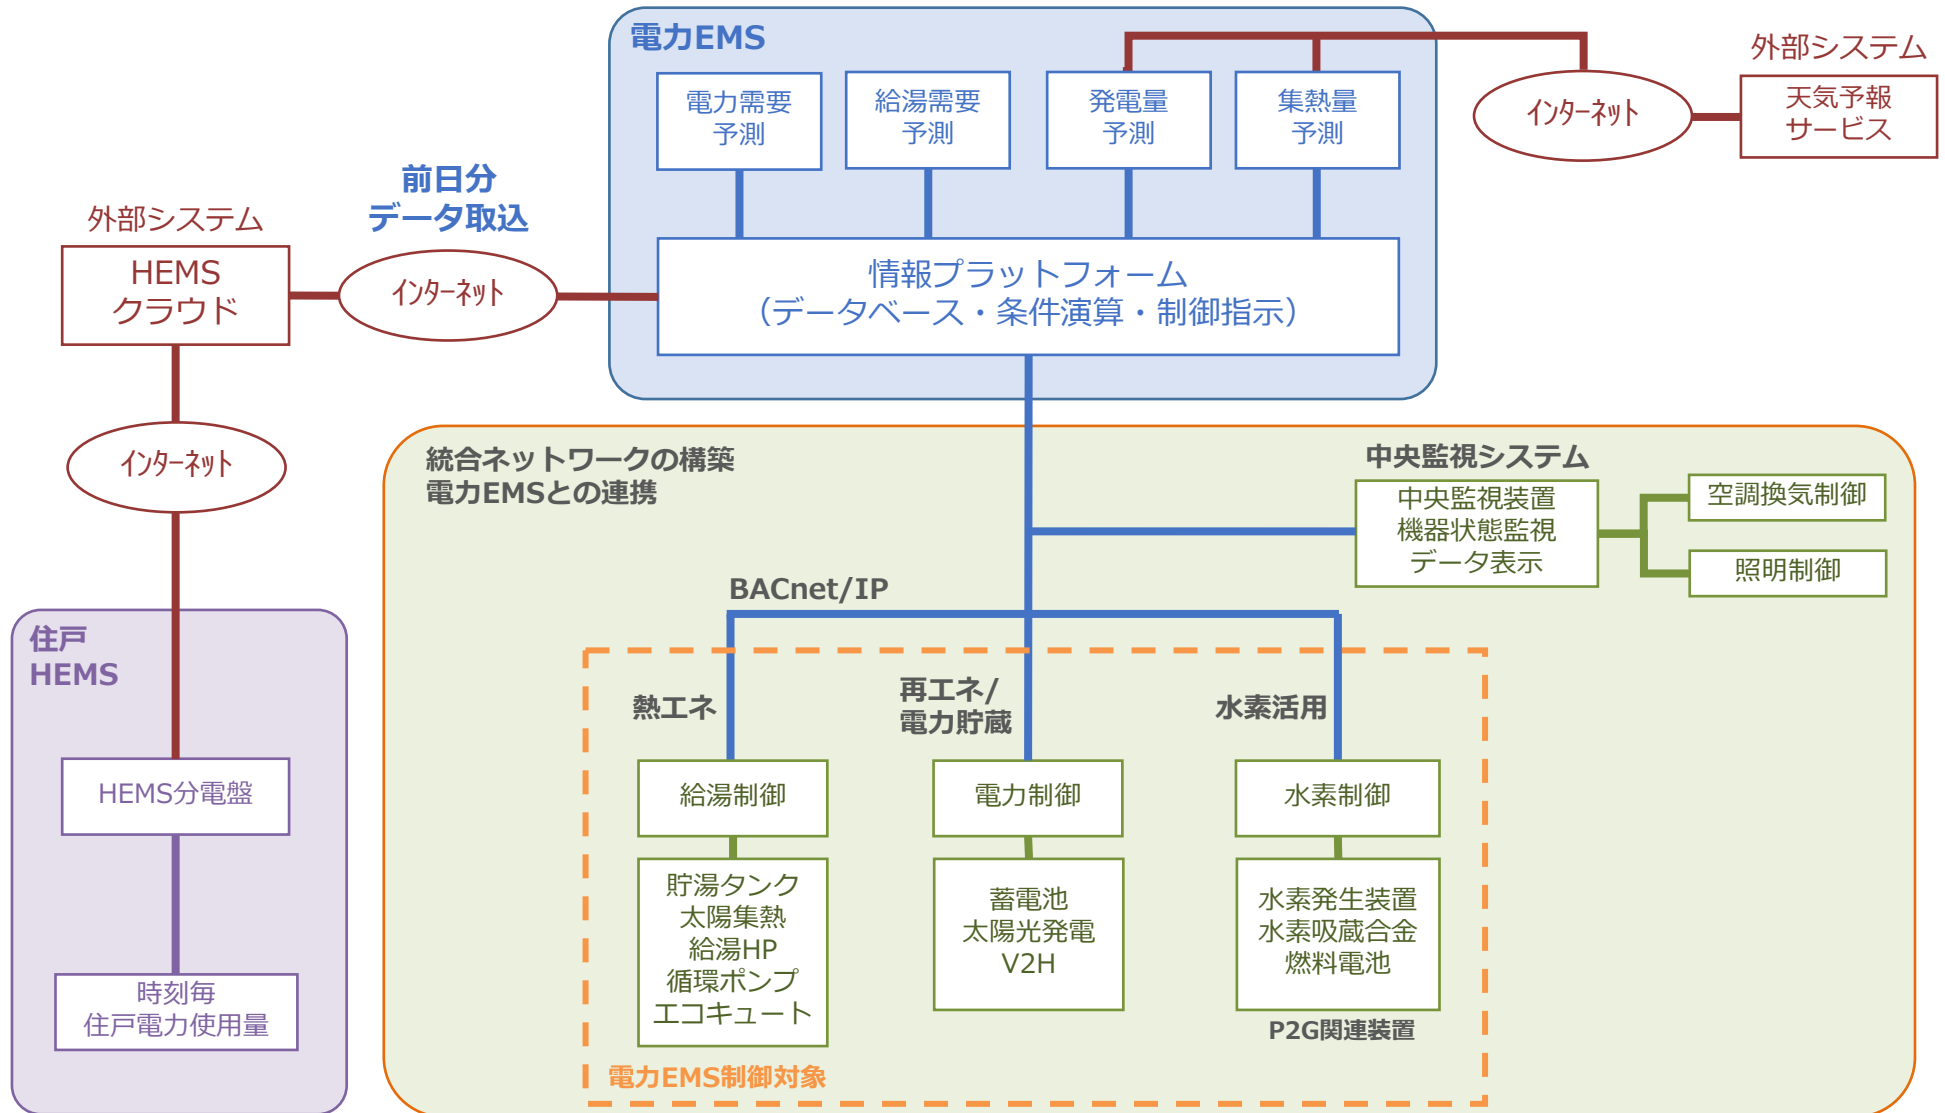 電力EMS
電力需要
予測
給湯需要
予測
発電量
予測
集熱量
予測
インターネット
外部システム
天気予報
サービス
前日分
データ取込
外部システム
HEMS
クラウド
インターネット
情報プラットフォーム
（データベース・条件演算・制御指示）
インターネット
統合ネットワークの構築
電力EMSとの連携
中央監視システム
中央監視装置
機器状態監視
データ表示
空調換気制御
照明制御
BACnet/IP
住戸
HEMS
HEMS分電盤
時刻毎
住戸電力使用量
熱エネ
再エネ/
電力貯蔵
水素活用
給湯制御
電力制御
水素制御
貯湯タンク
太陽集熱
給湯HP
循環ポンプ
エコキュート
蓄電池
太陽光発電
V2H
水素発生装置
水素吸蔵合金
燃料電池
P2G関連装置
電力EMS制御対象